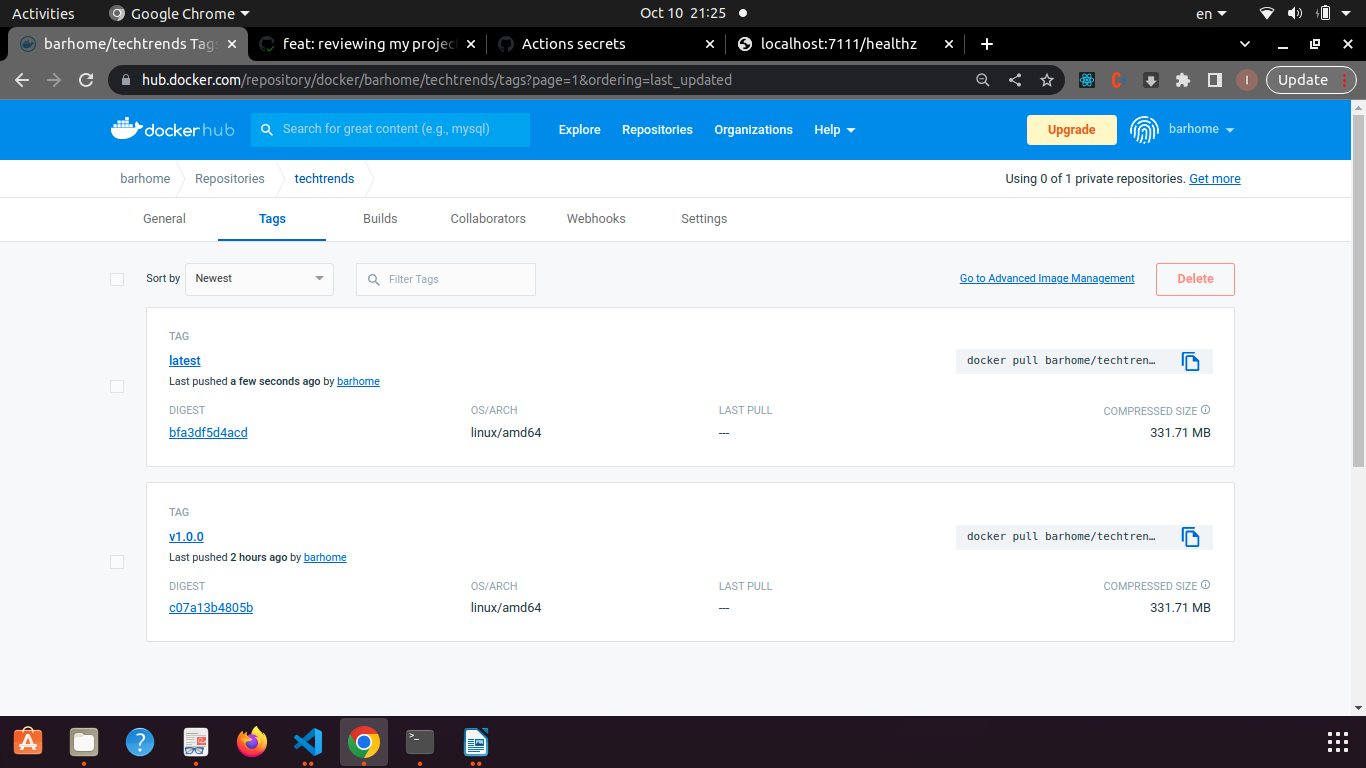 Activities Google Chrome Oct 10 21:25 en
barhome/techtrends Tags feat: reviewing my project Actions secrets localhost:7111/healthz
hub.docker.com/repository/docker/barhome/techtrends/tags?page=1&ordering=last_updated I Update
docker hub Search for great content (e.g., mysql) Explore Repositories Organizations Help Upgrade barhome
barhome Repositories techtrends Using 0 of 1 private repositories. Get more
General Tags Builds Collaborators Webhooks Settings
Sort by Newest Filter Tags Go to Advanced Image Management Delete
TAG
latest docker pull barhome/techtren…
Last pushed a few seconds ago by barhome
DIGEST OS/ARCH LAST PULL COMPRESSED SIZE
bfa3df5d4acd linux/amd64 --- 331.71 MB
TAG
v1.0.0 docker pull barhome/techtren…
Last pushed 2 hours ago by barhome
DIGEST OS/ARCH LAST PULL COMPRESSED SIZE
c07a13b4805b linux/amd64 --- 331.71 MB